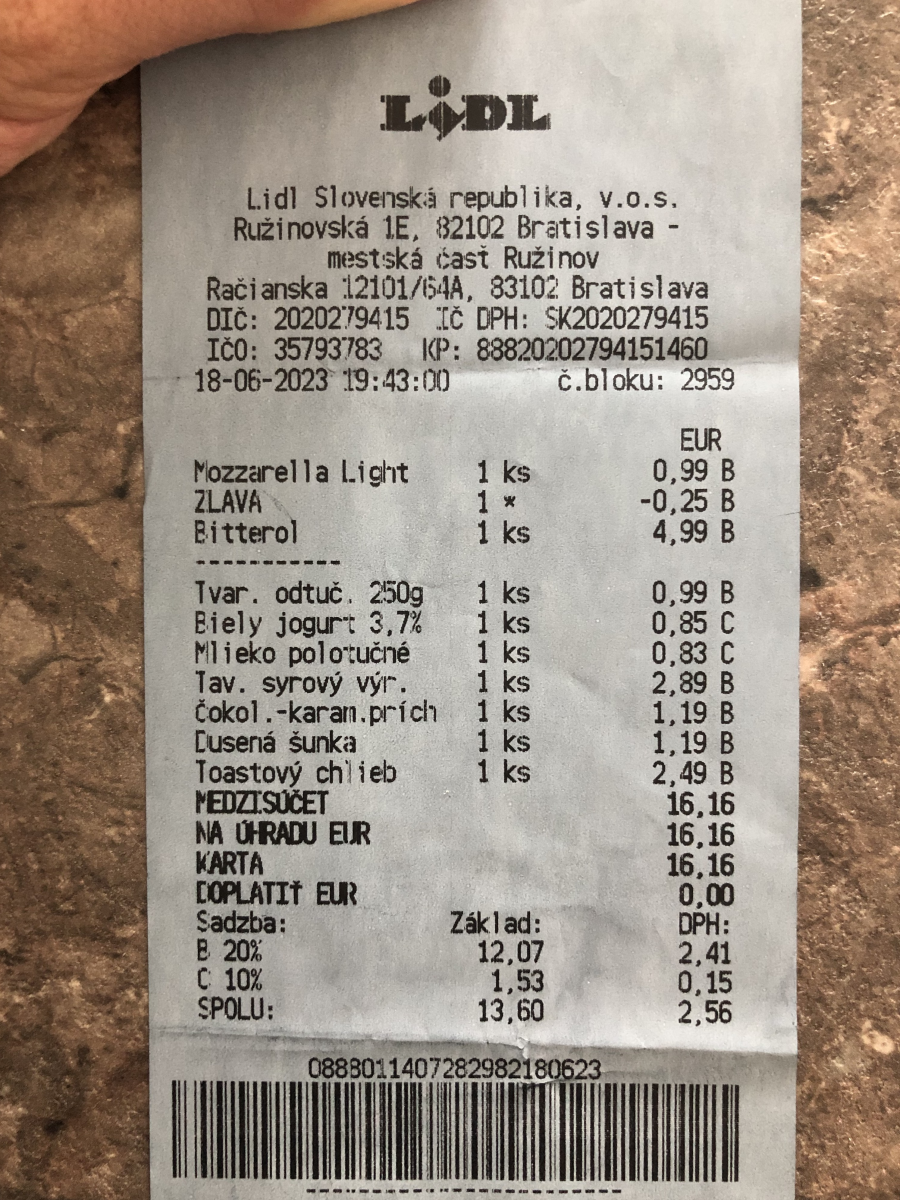 LiDL
Lidl Slovenská republika, v.o.s.
Ružinovská 1E, 82102 Bratislava -
mestská časť Ružinov
Račianska 12101/64A, 83102 Bratislava
DIČ: 2020279415 IČ DPH: SK2020279415
IČO: 35793783 KP: 88820202794151460
18-06-2023 19:43:00 č.bloku: 2959
EUR
Mozzarella Light 1 ks 0,99 B
ZĽAVA 1 * -0,25 B
Bitterol 1 ks 4,99 B
-----------
Tvar. odtuč. 250g 1 ks 0,99 B
Biely jogurt 3,7% 1 ks 0,85 C
Mlieko polotučné 1 ks 0,83 C
Tav. syrový výr. 1 ks 2,89 B
Čokol.-karam.prích 1 ks 1,19 B
Dusená šunka 1 ks 1,19 B
Toastový chlieb 1 ks 2,49 B
MEDZISÚČET 16,16
NA ÚHRADU EUR 16,16
KARTA 16,16
DOPLATIŤ EUR 0,00
Sadzba: Základ: DPH:
B 20% 12,07 2,41
C 10% 1,53 0,15
SPOLU: 13,60 2,56
0888011407282982180623